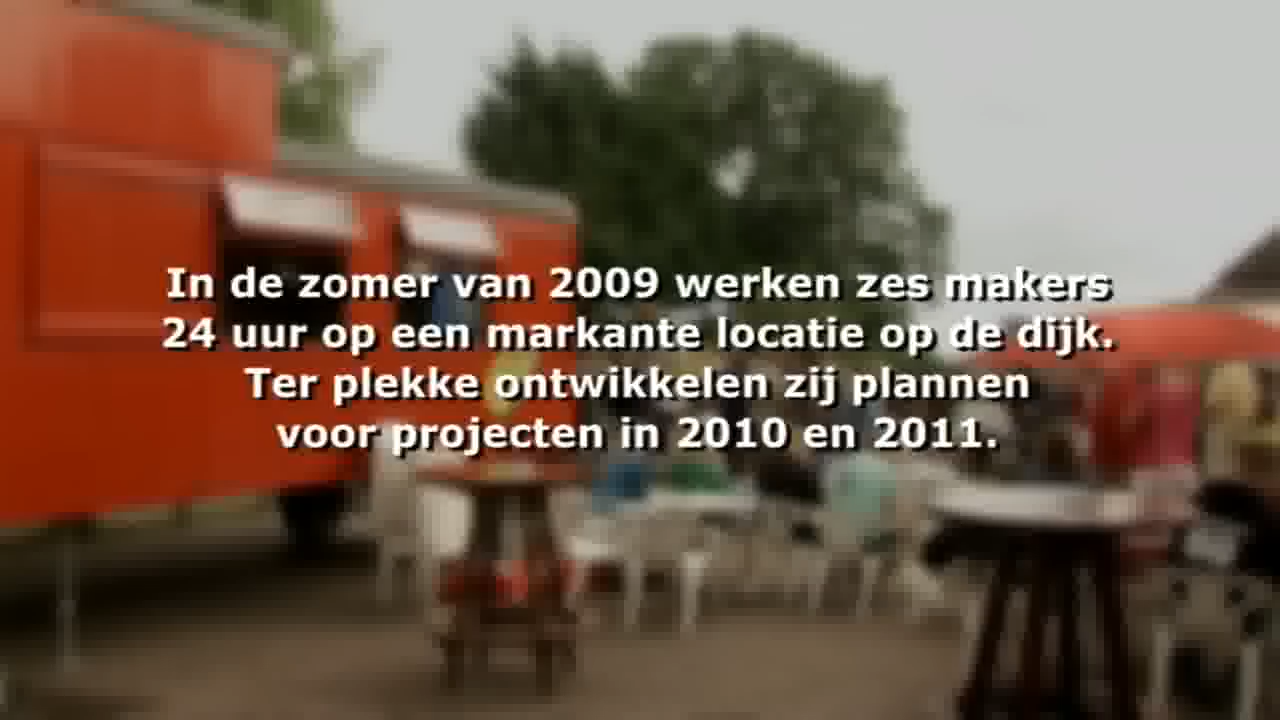 In de zomer van 2009 werken zes makers
24 uur op een markante locatie op de dijk.
Ter plekke ontwikkelen zij plannen
voor projecten in 2010 en 2011.